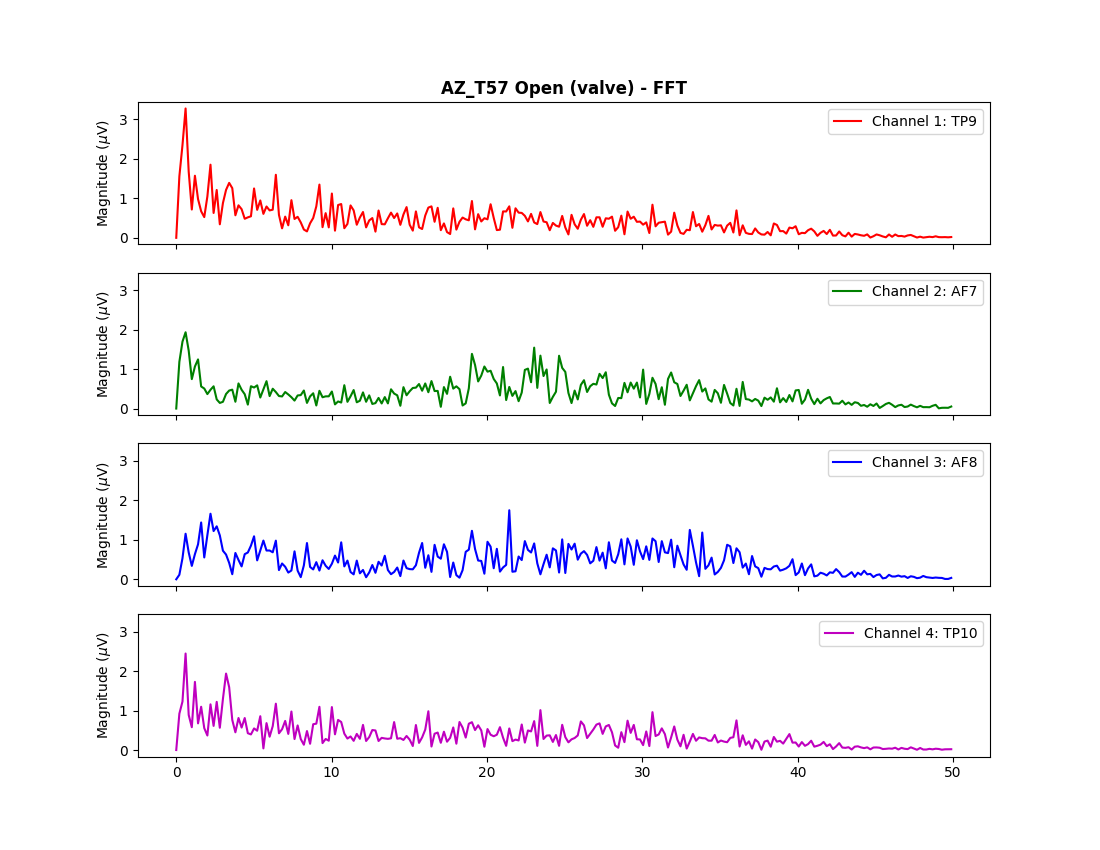 AZ_T57 Open (valve) - FFT
Magnitude (μV)
3
2
1
0
Channel 1: TP9
Magnitude (μV)
3
2
1
0
Channel 2: AF7
Magnitude (μV)
3
2
1
0
Channel 3: AF8
Magnitude (μV)
3
2
1
0
Channel 4: TP10
0 10 20 30 40 50